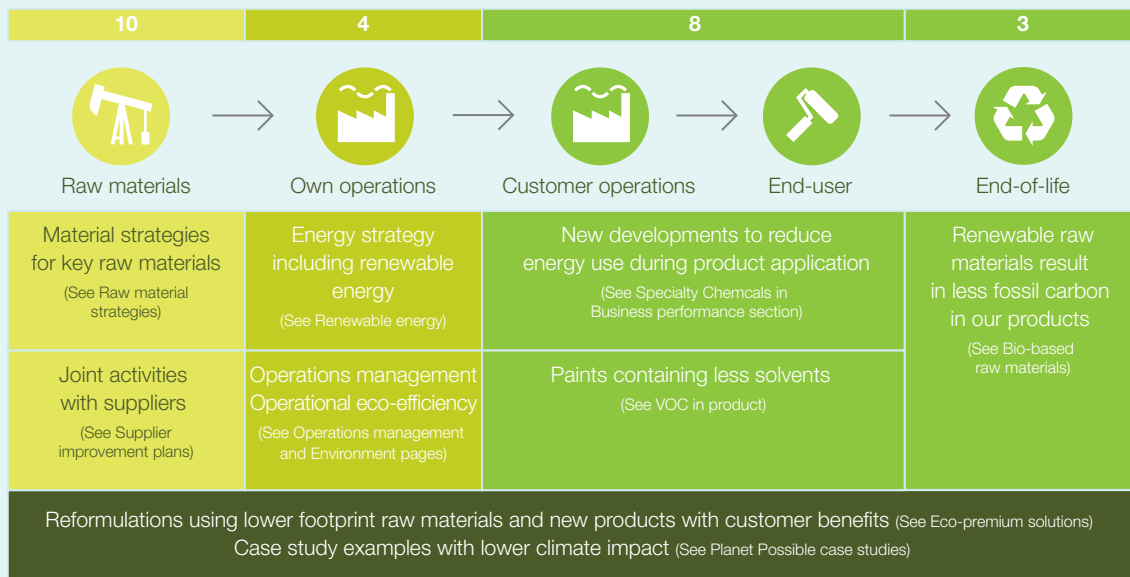 10
4
8
3
Raw materials
Own operations
Customer operations
End-user
End-of-life
Material strategies
for key raw materials
(See Raw material
strategies)
Energy strategy
including renewable
energy
(See Renewable energy)
New developments to reduce
energy use during product application
(See Specialty Chemcals in
Business performance section)
Renewable raw
materials result
in less fossil carbon
in our products
(See Bio-based
raw materials)
Joint activities
with suppliers
(See Supplier
improvement plans)
Operations management
Operational eco-efficiency
(See Operations management
and Environment pages)
Paints containing less solvents
(See VOC in product)
Reformulations using lower footprint raw materials and new products with customer benefits (See Eco-premium solutions)
Case study examples with lower climate impact (See Planet Possible case studies)